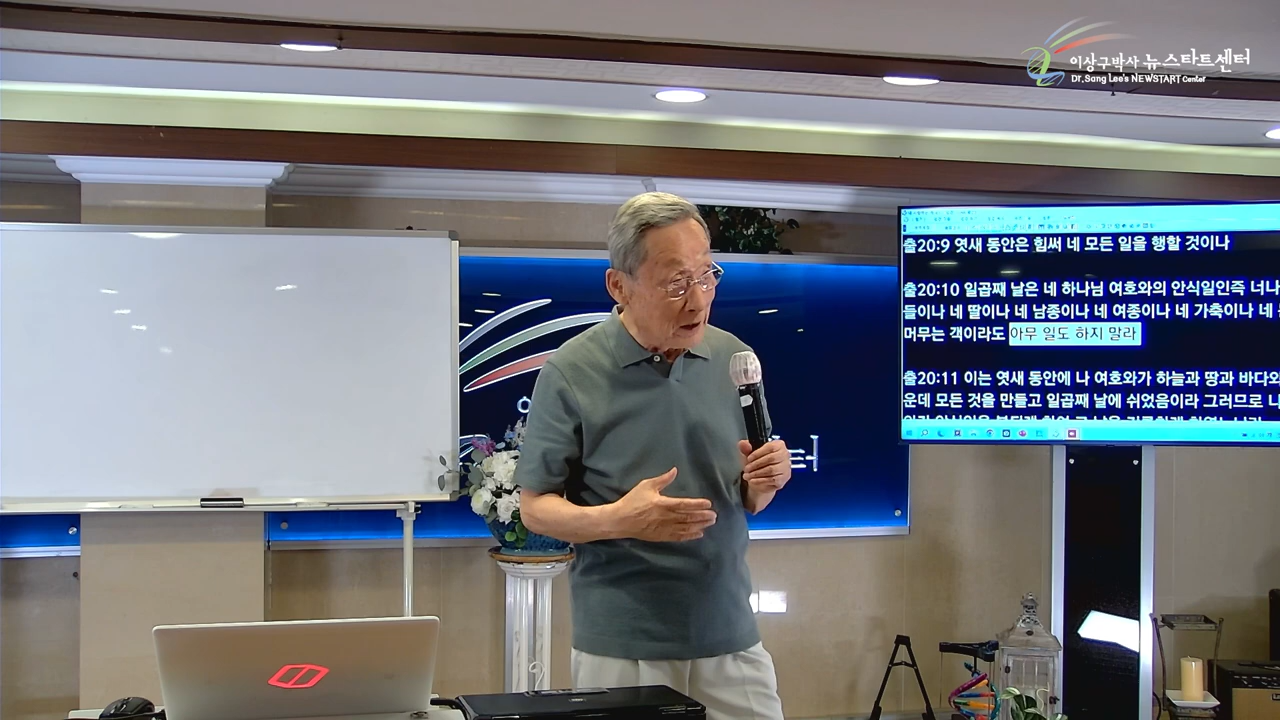 이상구박사 뉴스타트센터
Dr. Sang Lee's NEWSTART Center
출20:9 엿새 동안은 힘써 네 모든 일을 행할 것이나
출20:10 일곱째 날은 네 하나님 여호와의 안식일인즉 너나
들이나 네 딸이나 네 남종이나 네 여종이나 네 가축이나 네
머무는 객이라도 아무 일도 하지 말라
출20:11 이는 엿새 동안에 나 여호와가 하늘과 땅과 바다와
운데 모든 것을 만들고 일곱째 날에 쉬었음이라 그러므로 나